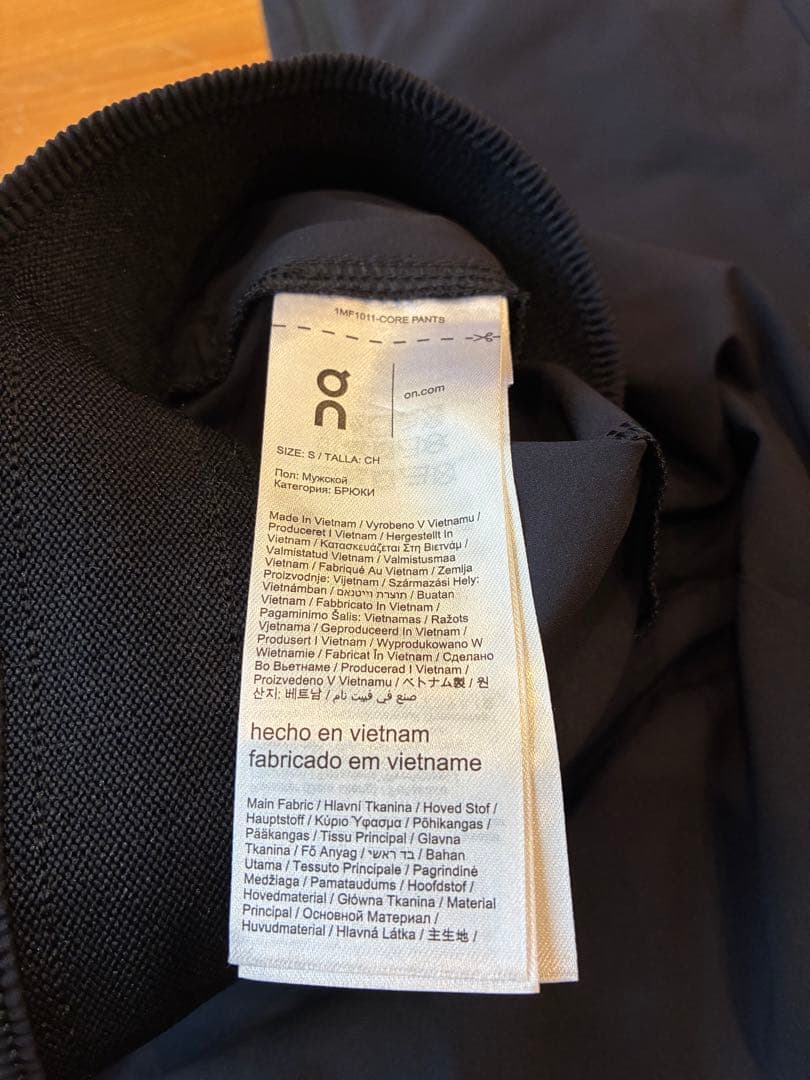 1MF1011-CORE PANTS
on.com
SIZE: S / TALLA: CH
Пол: Мужской
Категория: БРЮКИ
Made In Vietnam / Vyrobeno V Vietnamu /
Produceret I Vietnam / Hergestellt In
Vietnam / Κατασκευάζεται Στη Βιετνάμ /
Valmistatud Vietnam / Valmistusmaa
Vietnam / Fabriqué Au Vietnam / Zemlja
Proizvodnje: Vijetnam / Származási Hely:
Vietnámban / תוצרת וייטנאם / Buatan
Vietnam / Fabbricato In Vietnam /
Pagaminimo Šalis: Vietnamas / Ražots
Vjetnama / Geproduceerd In Vietnam /
Produsert I Vietnam / Wyprodukowano W
Wietnamie / Fabricat În Vietnam / Сделано
Во Вьетнаме / Producerad I Vietnam /
Proizvedeno V Vietnamu / ベトナム製 / 원
산지: 베트남 / صنع في فييت نام
hecho en vietnam
fabricado em vietname
Main Fabric / Hlavní Tkanina / Hoved Stof /
Hauptstoff / Κύριο Ύφασμα / Põhikangas /
Pääkangas / Tissu Principal / Glavna
Tkanina / Fő Anyag / בד ראשי / Bahan
Utama / Tessuto Principale / Pagrindinė
Medžiaga / Pamataudums / Hoofdstof /
Hovedmaterial / Główna Tkanina / Material
Principal / Основной Материал /
Huvudmaterial / Hlavná Látka / 主生地 /